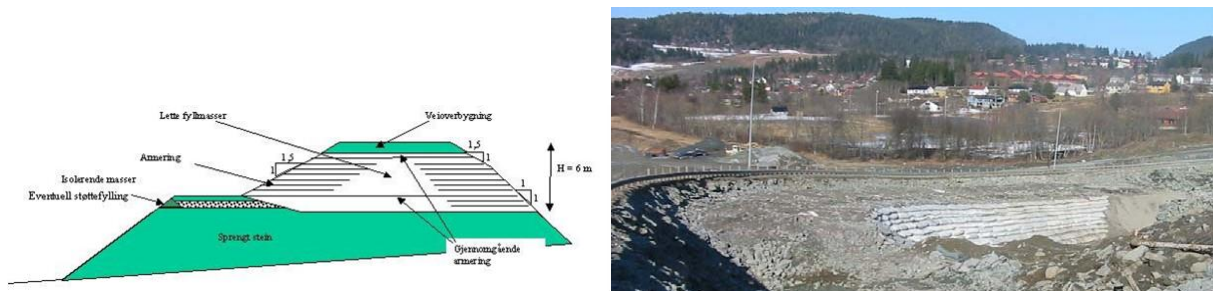 Lette fyllmasser
Veioverbygning
Armering
1,5
1
1,5
1
H = 6 m
Isolerende masser
Eventuell støttefylling
1
1
Sprengt stein
Gjennomgående
armering